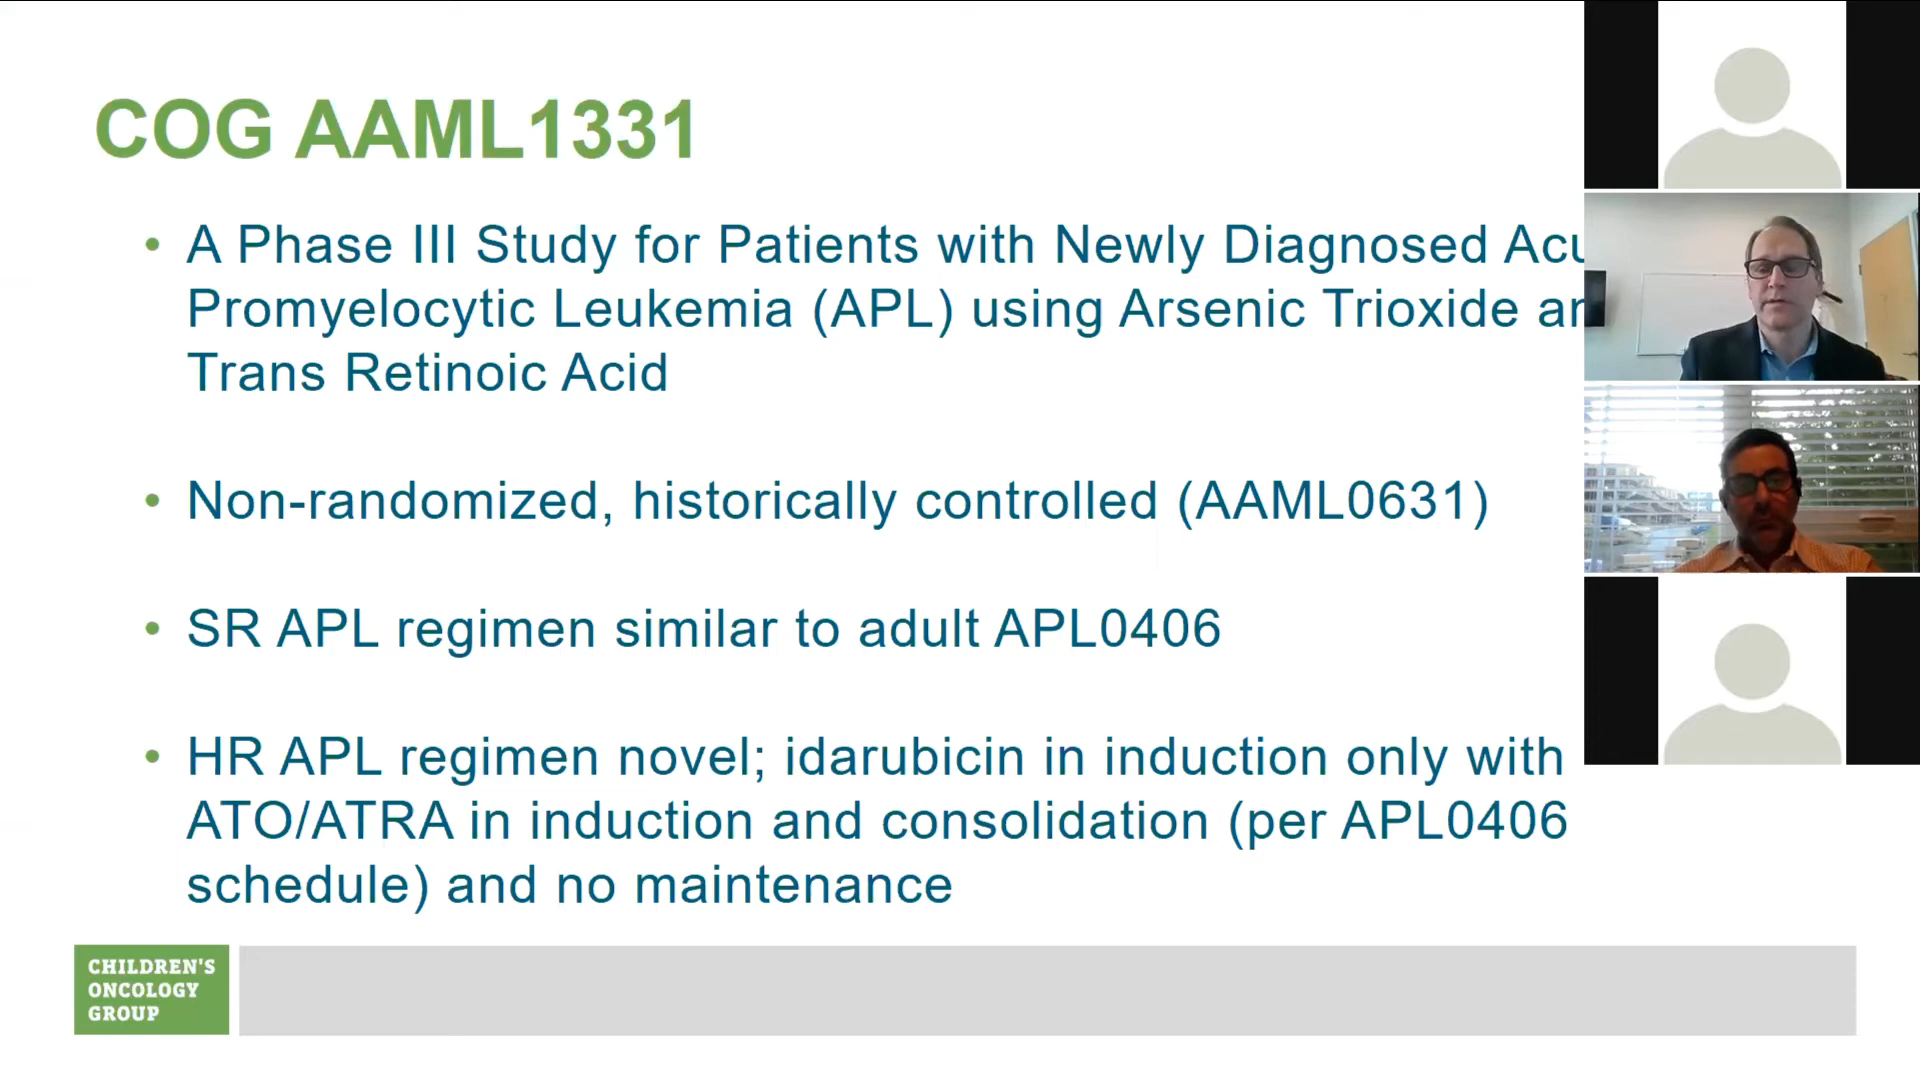 COG AAML1331
• A Phase III Study for Patients with Newly Diagnosed Acu
Promyelocytic Leukemia (APL) using Arsenic Trioxide an
Trans Retinoic Acid
• Non-randomized, historically controlled (AAML0631)
• SR APL regimen similar to adult APL0406
• HR APL regimen novel; idarubicin in induction only with
ATO/ATRA in induction and consolidation (per APL0406
schedule) and no maintenance
CHILDREN'S
ONCOLOGY
GROUP